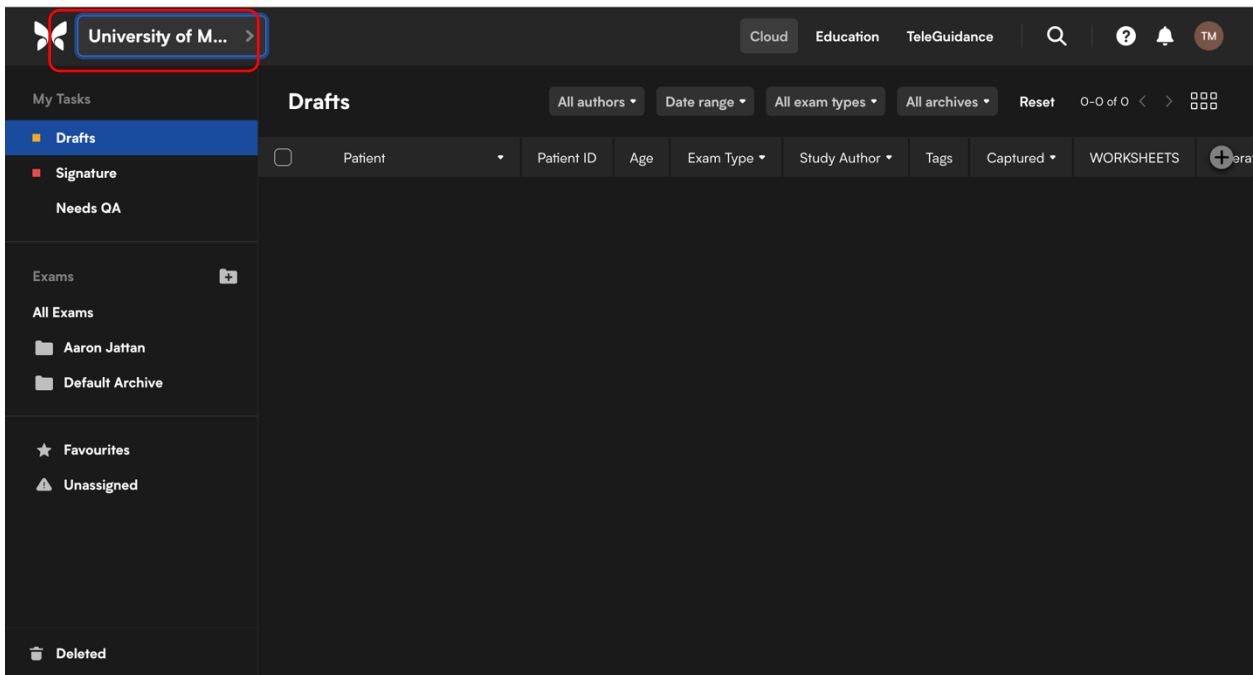 University of M...
Cloud Education TeleGuidance TM
My Tasks
Drafts
Signature
Needs QA
Exams
All Exams
Aaron Jattan
Default Archive
Favourites
Unassigned
Deleted
Drafts All authors Date range All exam types All archives Reset 0-0 of 0
Patient Patient ID Age Exam Type Study Author Tags Captured WORKSHEETS